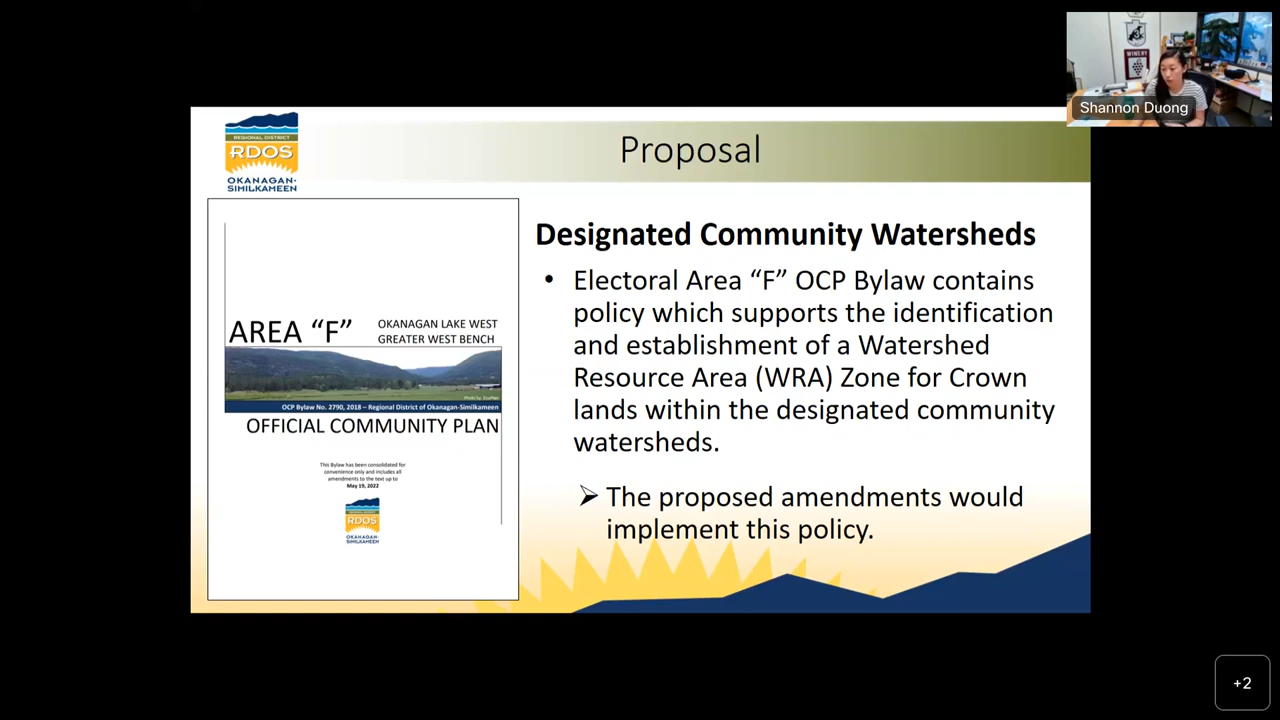 WINERY
Shannon Duong
REGIONAL DISTRICT
RDOS
OKANAGAN-
SIMILKAMEEN
Proposal
AREA “F”
OKANAGAN LAKE WEST
GREATER WEST BENCH
OCP Bylaw No. 2790, 2018 – Regional District of Okanagan-Similkameen
OFFICIAL COMMUNITY PLAN
This Bylaw has been consolidated for
convenience only and includes all
amendments to the text up to
May 19, 2022
RDOS
OKANAGAN-
SIMILKAMEEN
Designated Community Watersheds
• Electoral Area “F” OCP Bylaw contains
policy which supports the identification
and establishment of a Watershed
Resource Area (WRA) Zone for Crown
lands within the designated community
watersheds.
➢ The proposed amendments would
implement this policy.
+2